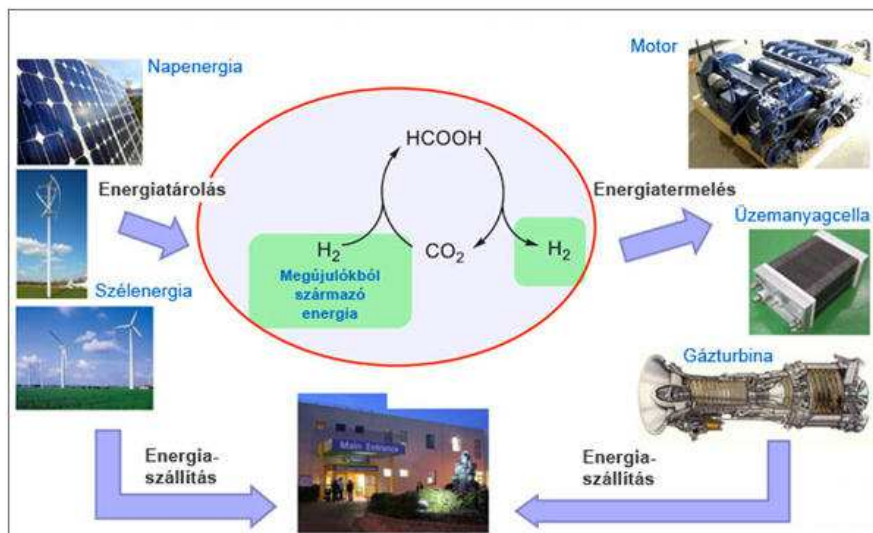 Napenergia
Motor
HCOOH
Energiatárolás
Energiatermelés
Üzemanyagcella
H2
CO2
H2
Megújulókból
származó
energia
Szélenergia
Gázturbina
Main Entrance
Energia-
szállítás
Energia-
szállítás